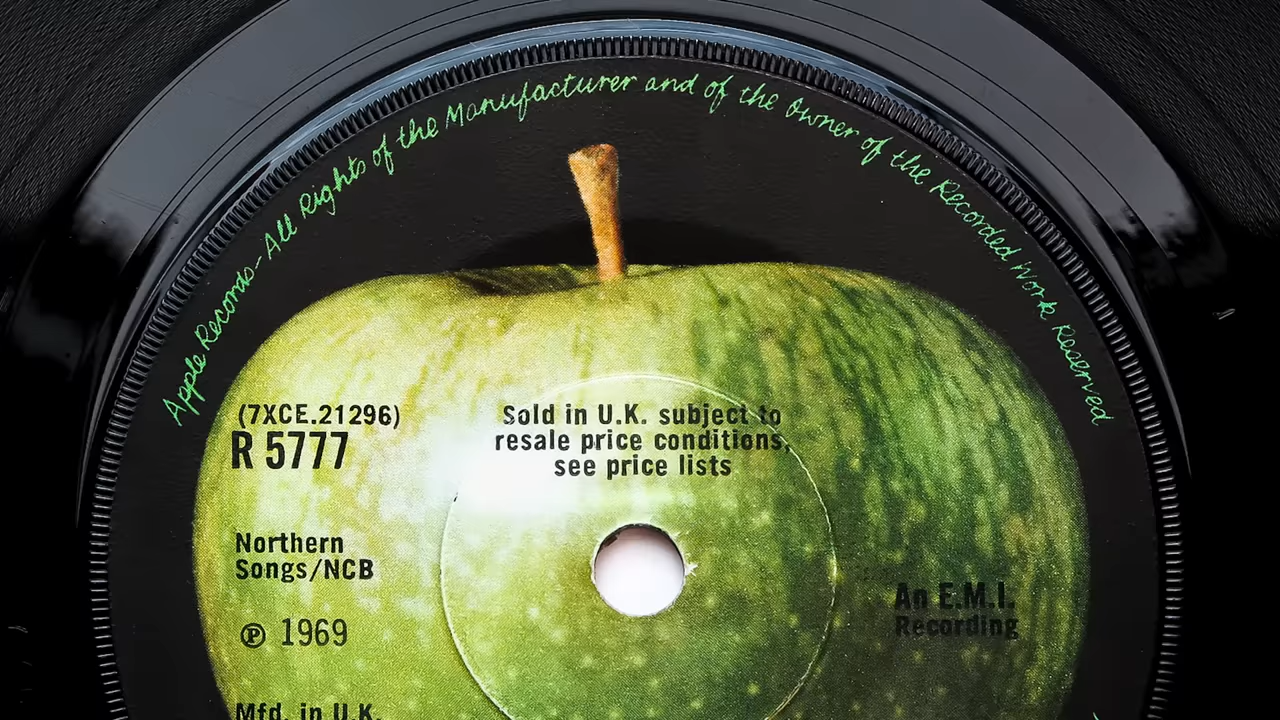 Apple Records-All Rights of the Manufacturer and of the Owner of the Recorded Work Reserved
(7XCE.21296)
R 5777
Sold in U.K. subject to
resale price conditions,
see price lists
Northern
Songs/NCB
℗ 1969
An E.M.I.
Recording
Mfd. in U.K.